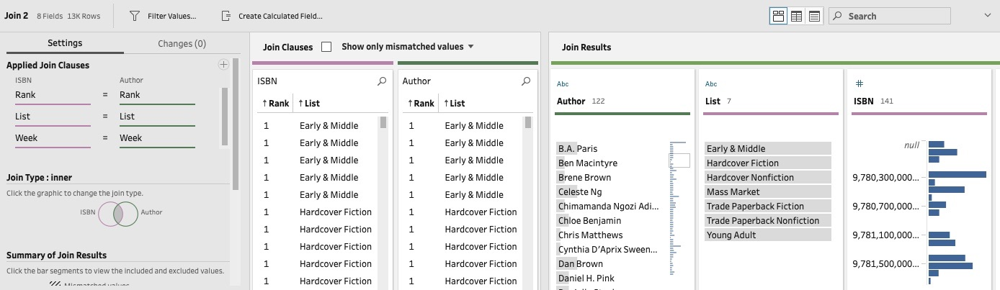 Join 2 8 Fields 13K Rows Filter Values... Create Calculated Field... Search
Settings Changes (0)
Applied Join Clauses
ISBN Author
Rank = Rank
List = List
Week = Week
Join Type : inner
Click the graphic to change the join type.
ISBN Author
Summary of Join Results
Click the bar segments to view the included and excluded values.
Mismatched values
Join Clauses Show only mismatched values
ISBN
Rank List
1 Early & Middle
1 Early & Middle
1 Early & Middle
1 Early & Middle
1 Early & Middle
1 Hardcover Fiction
1 Hardcover Fiction
1 Hardcover Fiction
1 Hardcover Fiction
1 Hardcover Fiction
Author
Rank List
1 Early & Middle
1 Early & Middle
1 Early & Middle
1 Early & Middle
1 Early & Middle
1 Hardcover Fiction
1 Hardcover Fiction
1 Hardcover Fiction
1 Hardcover Fiction
1 Hardcover Fiction
Join Results
Abc
Author 122
B.A. Paris
Ben Macintyre
Brene Brown
Celeste Ng
Chimamanda Ngozi Adi...
Chloe Benjamin
Chris Matthews
Cynthia D'Aprix Sween...
Dan Brown
Daniel H. Pink
Abc
List 7
Early & Middle
Hardcover Fiction
Hardcover Nonfiction
Mass Market
Trade Paperback Fiction
Trade Paperback Nonfiction
Young Adult
#
ISBN 141
null
9,780,300,000...
9,780,700,000...
9,781,100,000...
9,781,500,000...